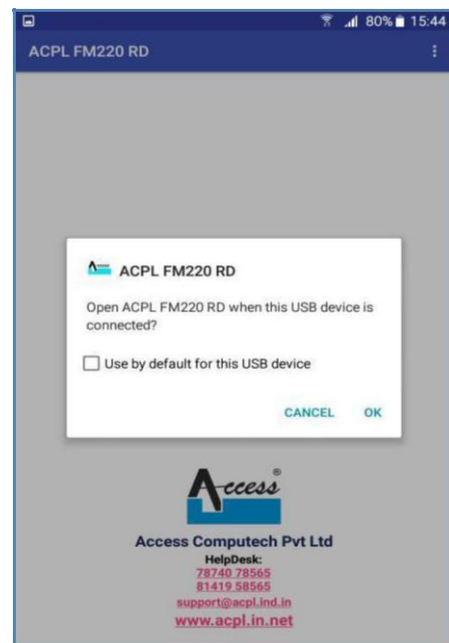 80% 15:44
ACPL FM220 RD
ACPL FM220 RD
Open ACPL FM220 RD when this USB device is
connected?
Use by default for this USB device
CANCEL OK
Access®
Access Computech Pvt Ltd
HelpDesk:
78740 78565
81419 58565
support@acpl.ind.in
www.acpl.in.net